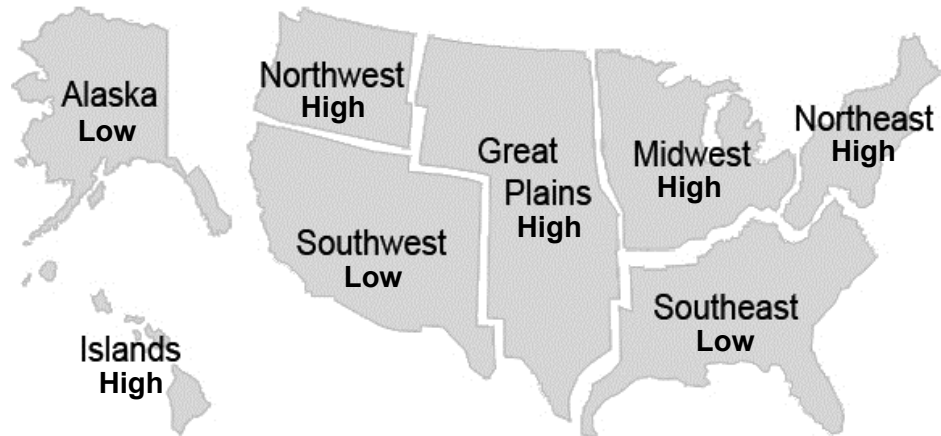 Alaska
Low
Northwest
High
Great
Plains
High
Midwest
High
Northeast
High
Southwest
Low
Southeast
Low
Islands
High